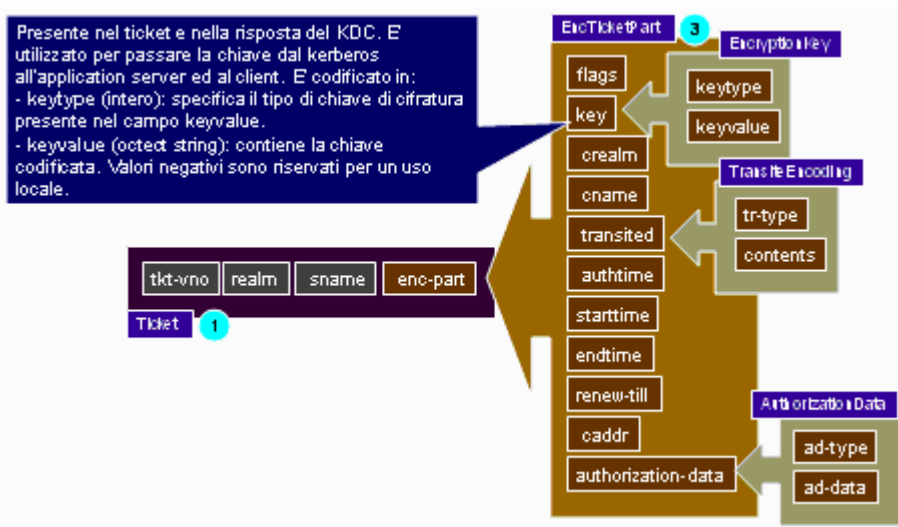 Presente nel ticket e nella risposta del KDC. E'
utilizzato per passare la chiave dal kerberos
all'application server ed al client. E' codificato in:
- keytype (intero): specifica il tipo di chiave di cifratura
presente nel campo keyvalue.
- keyvalue (octect string): contiene la chiave
codificata. Valori negativi sono riservati per un uso
locale.
EncTicketPart 3
EncryptionKey
flags
keytype
key
keyvalue
crealm
TransitedEncoding
cname
tr-type
transited
contents
authtime
tkt-vno realm sname enc-part
starttime
Ticket 1
endtime
renew-till
AuthorizationData
caddr
ad-type
authorization-data
ad-data